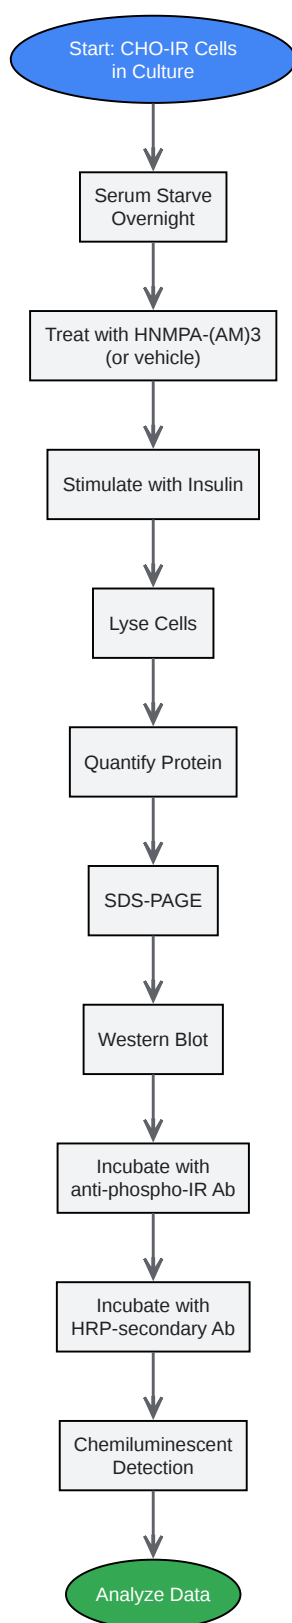 Start: CHO-IR Cells
in Culture
Serum Starve
Overnight
Treat with HNMPA-(AM)3
(or vehicle)
Stimulate with Insulin
Lyse Cells
Quantify Protein
SDS-PAGE
Western Blot
Incubate with
anti-phospho-IR Ab
Incubate with
HRP-secondary Ab
Chemiluminescent
Detection
Analyze Data